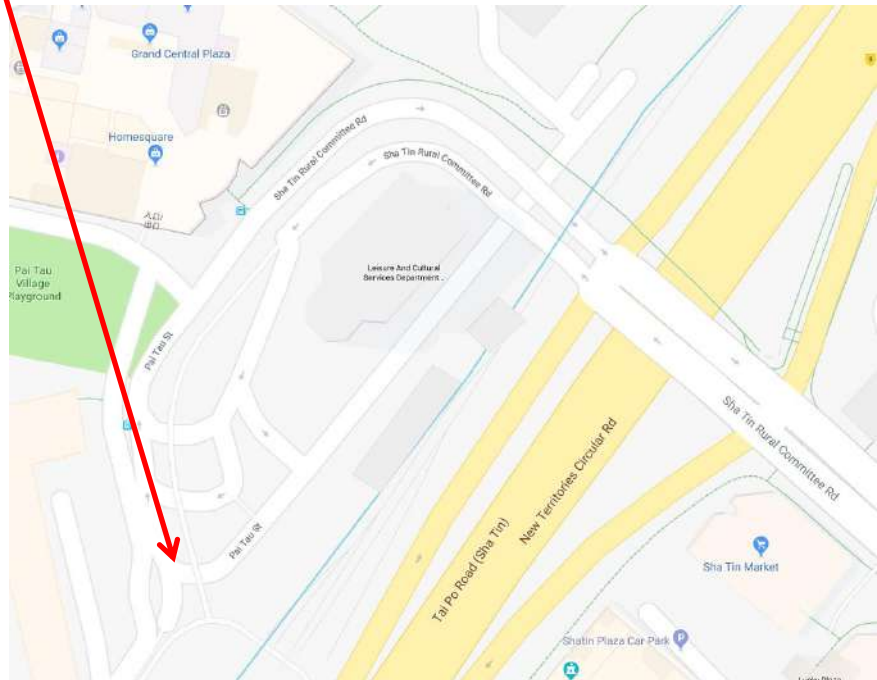 Grand Central Plaza
Homesquare
入口/
出口
Sha Tin Rural Committee Rd
Sha Tin Rural Committee Rd
Pai Tau
Village
Playground
Leisure And Cultural
Services Department .
Pai Tau St
Pai Tau St
Sha Tin Rural Committee Rd
New Territories Circular Rd
Tai Po Road (Sha Tin)
Sha Tin Market
Shatin Plaza Car Park
P